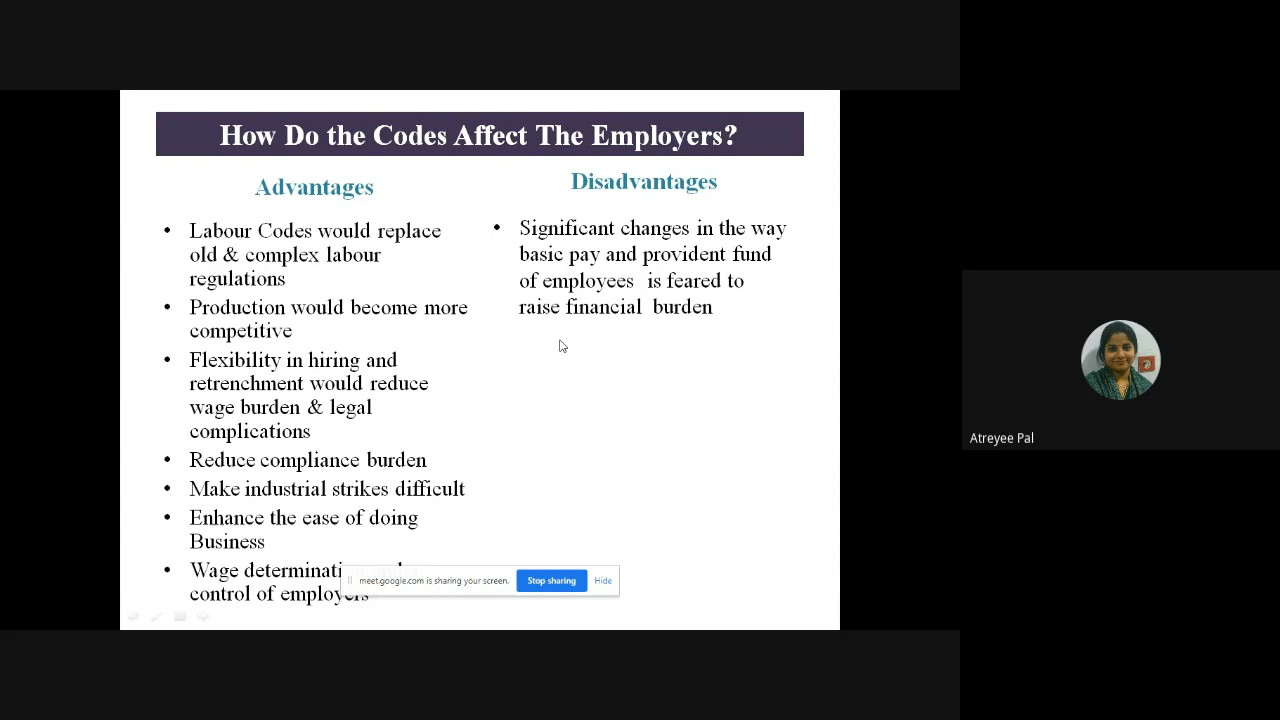 How Do the Codes Affect The Employers?
Advantages
• Labour Codes would replace
old & complex labour
regulations
• Production would become more
competitive
• Flexibility in hiring and
retrenchment would reduce
wage burden & legal
complications
• Reduce compliance burden
• Make industrial strikes difficult
• Enhance the ease of doing
Business
• Wage
control of employers
Disadvantages
• Significant changes in the way
basic pay and provident fund
of employees is feared to
raise financial burden
meet.google.com is sharing your screen.
Stop sharing
Hide
Atreyee Pal